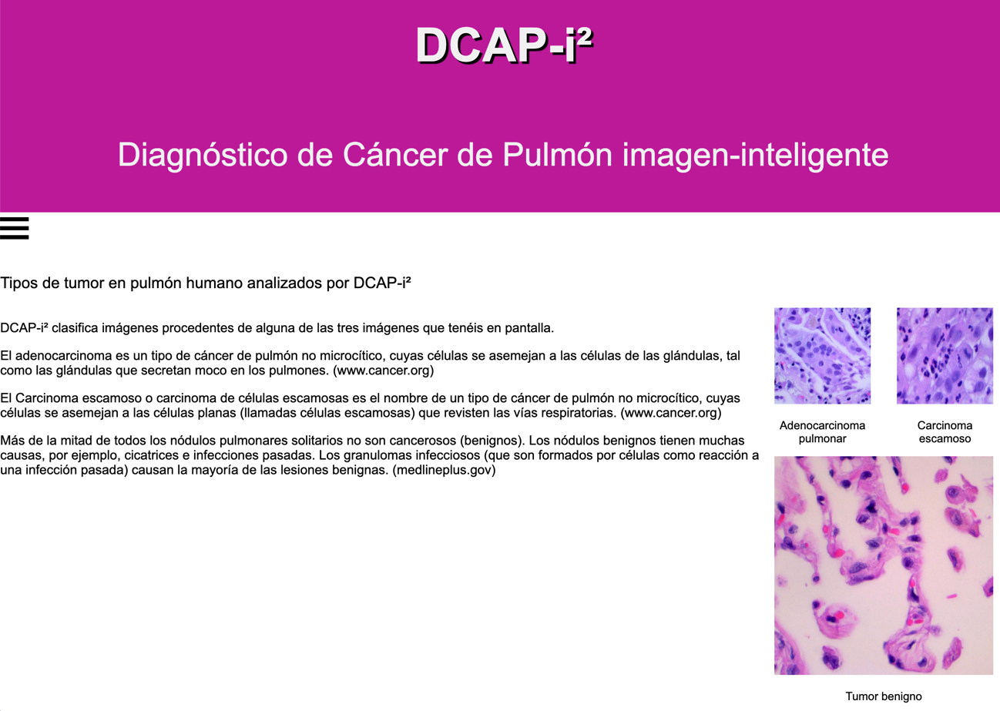 DCAP-i²
Diagnóstico de Cáncer de Pulmón imagen-inteligente
Tipos de tumor en pulmón humano analizados por DCAP-i²
DCAP-i² clasifica imágenes procedentes de alguna de las tres imágenes que tenéis en pantalla.
El adenocarcinoma es un tipo de cáncer de pulmón no microcítico, cuyas células se asemejan a las células de las glándulas, tal
como las glándulas que secretan moco en los pulmones. (www.cancer.org)
El Carcinoma escamoso o carcinoma de células escamosas es el nombre de un tipo de cáncer de pulmón no microcítico, cuyas
células se asemejan a las células planas (llamadas células escamosas) que revisten las vías respiratorias. (www.cancer.org)
Más de la mitad de todos los nódulos pulmonares solitarios no son cancerosos (benignos). Los nódulos benignos tienen muchas
causas, por ejemplo, cicatrices e infecciones pasadas. Los granulomas infecciosos (que son formados por células como reacción a
una infección pasada) causan la mayoría de las lesiones benignas. (medlineplus.gov)
Adenocarcinoma
pulmonar
Carcinoma
escamoso
Tumor benigno